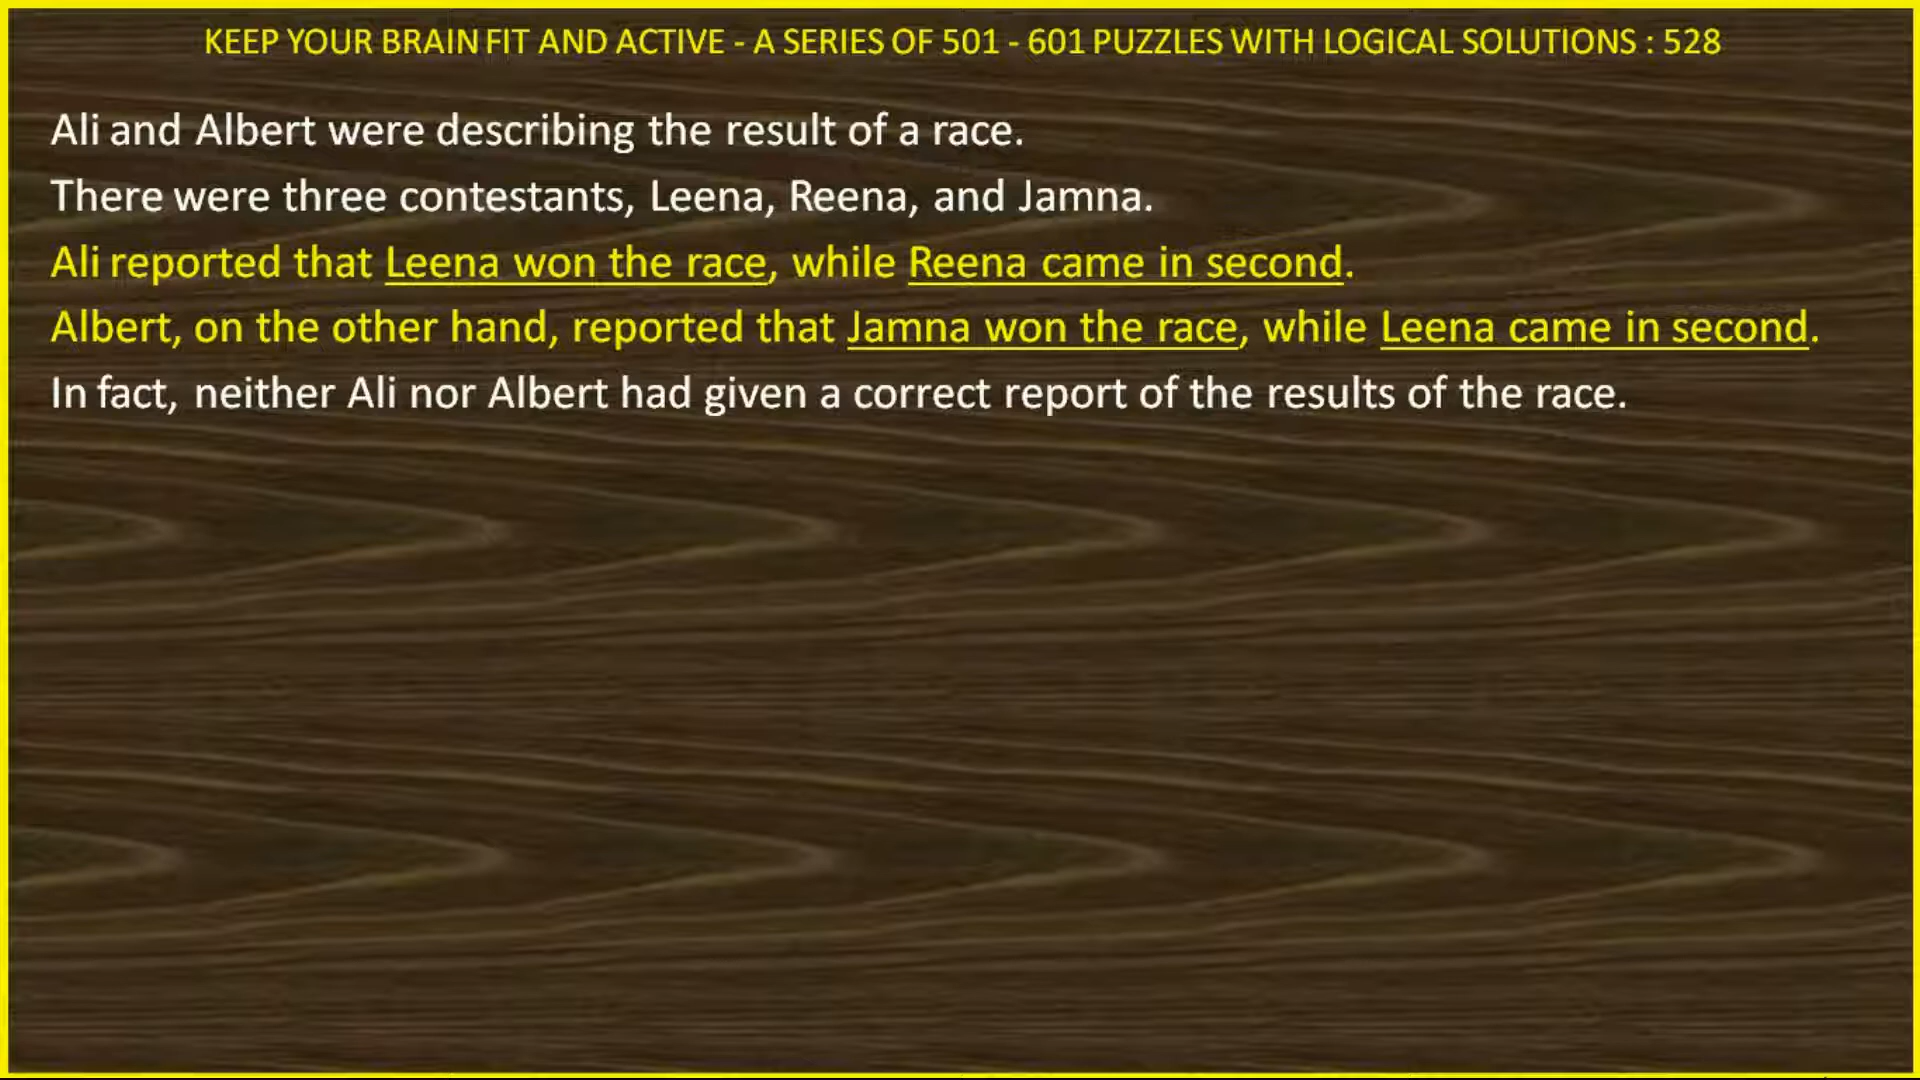 KEEP YOUR BRAIN FIT AND ACTIVE - A SERIES OF 501 - 601 PUZZLES WITH LOGICAL SOLUTIONS : 528
Ali and Albert were describing the result of a race.
There were three contestants, Leena, Reena, and Jamna.
Ali reported that Leena won the race, while Reena came in second.
Albert, on the other hand, reported that Jamna won the race, while Leena came in second.
In fact, neither Ali nor Albert had given a correct report of the results of the race.